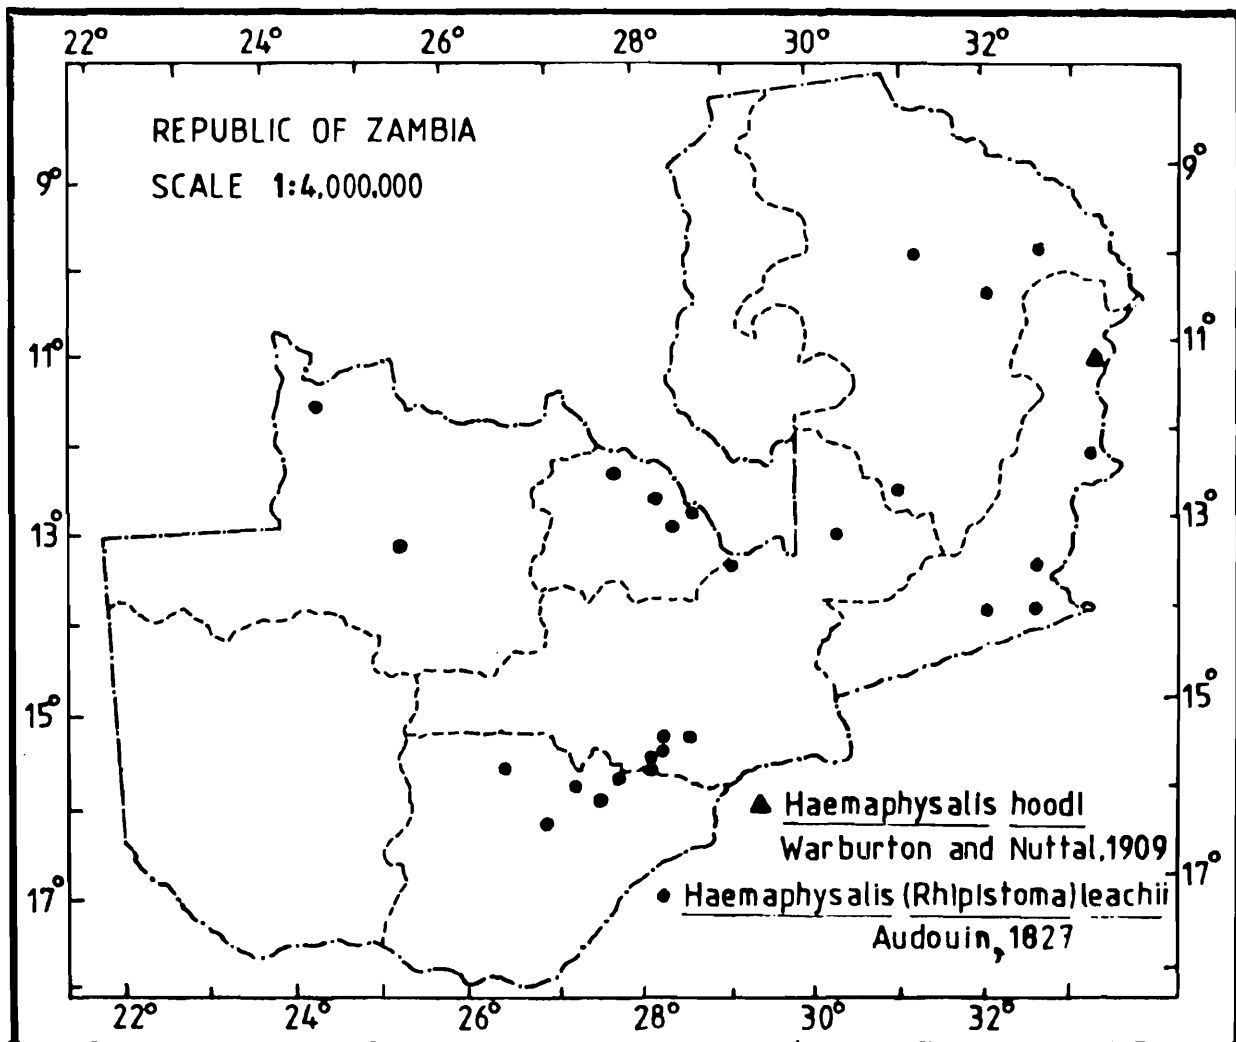 22° 24° 26° 28° 30° 32°
REPUBLIC OF ZAMBIA
SCALE 1:4,000,000
9° 9°
11° 11°
13° 13°
15° 15°
17° 17°
Haemaphysalis hoodi
Warburton and Nuttal, 1909
Haemaphysalis (Rhipistoma) leachii
Audouin, 1827
22° 24° 26° 28° 30° 32°